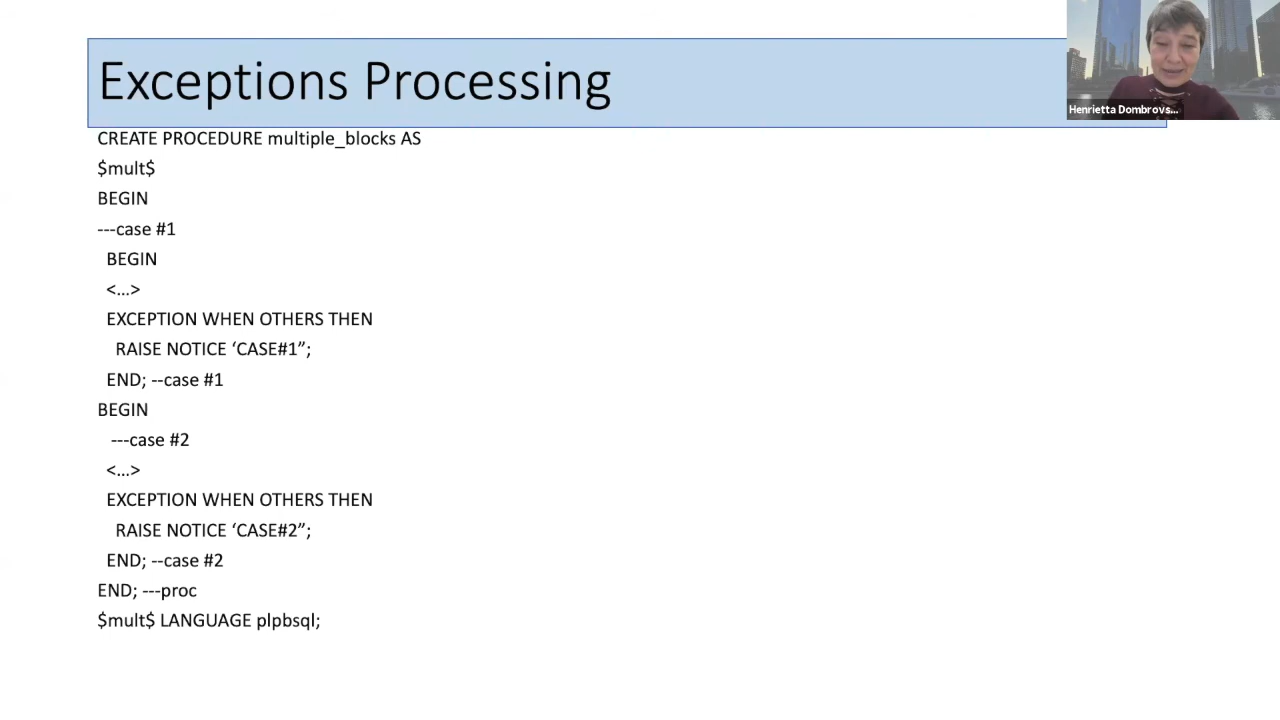 Exceptions Processing
Henrietta Dombrovs...
CREATE PROCEDURE multiple_blocks AS
$mult$
BEGIN
---case #1
BEGIN
<...>
EXCEPTION WHEN OTHERS THEN
RAISE NOTICE ‘CASE#1”;
END; --case #1
BEGIN
---case #2
<...>
EXCEPTION WHEN OTHERS THEN
RAISE NOTICE ‘CASE#2”;
END; --case #2
END; ---proc
$mult$ LANGUAGE plpbsql;